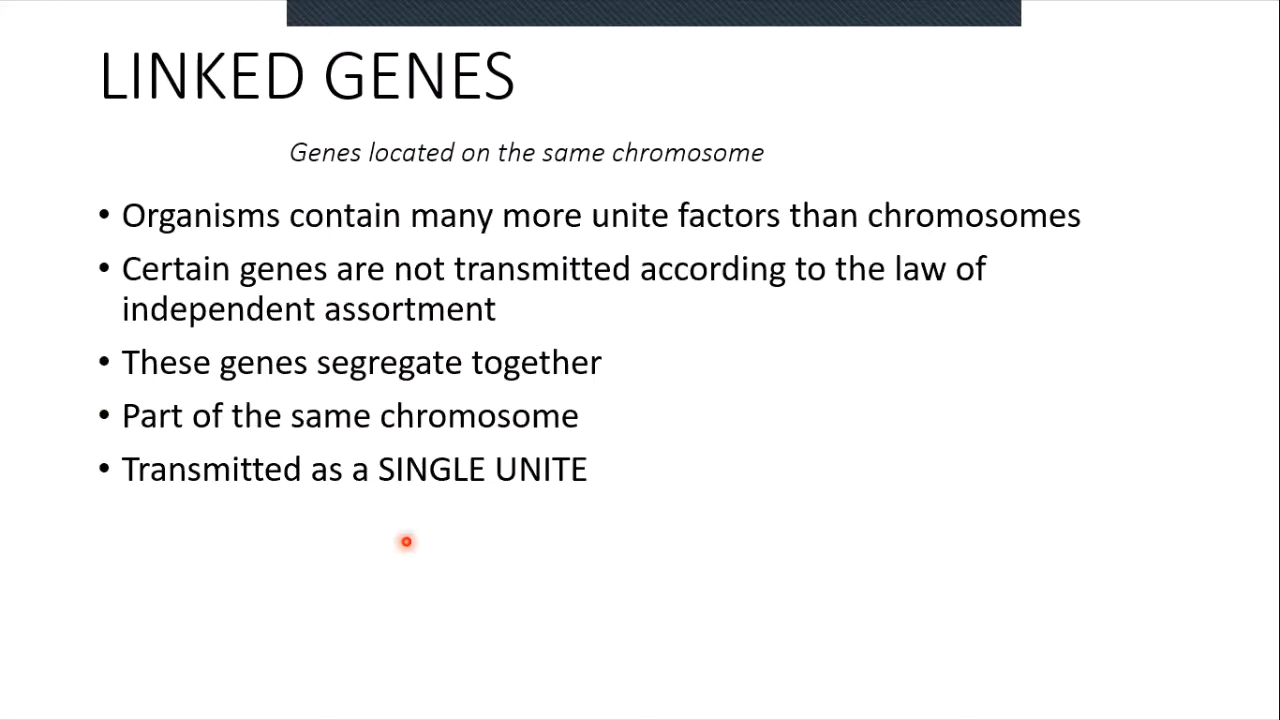 LINKED GENES
Genes located on the same chromosome
• Organisms contain many more unite factors than chromosomes
• Certain genes are not transmitted according to the law of
independent assortment
• These genes segregate together
• Part of the same chromosome
• Transmitted as a SINGLE UNITE